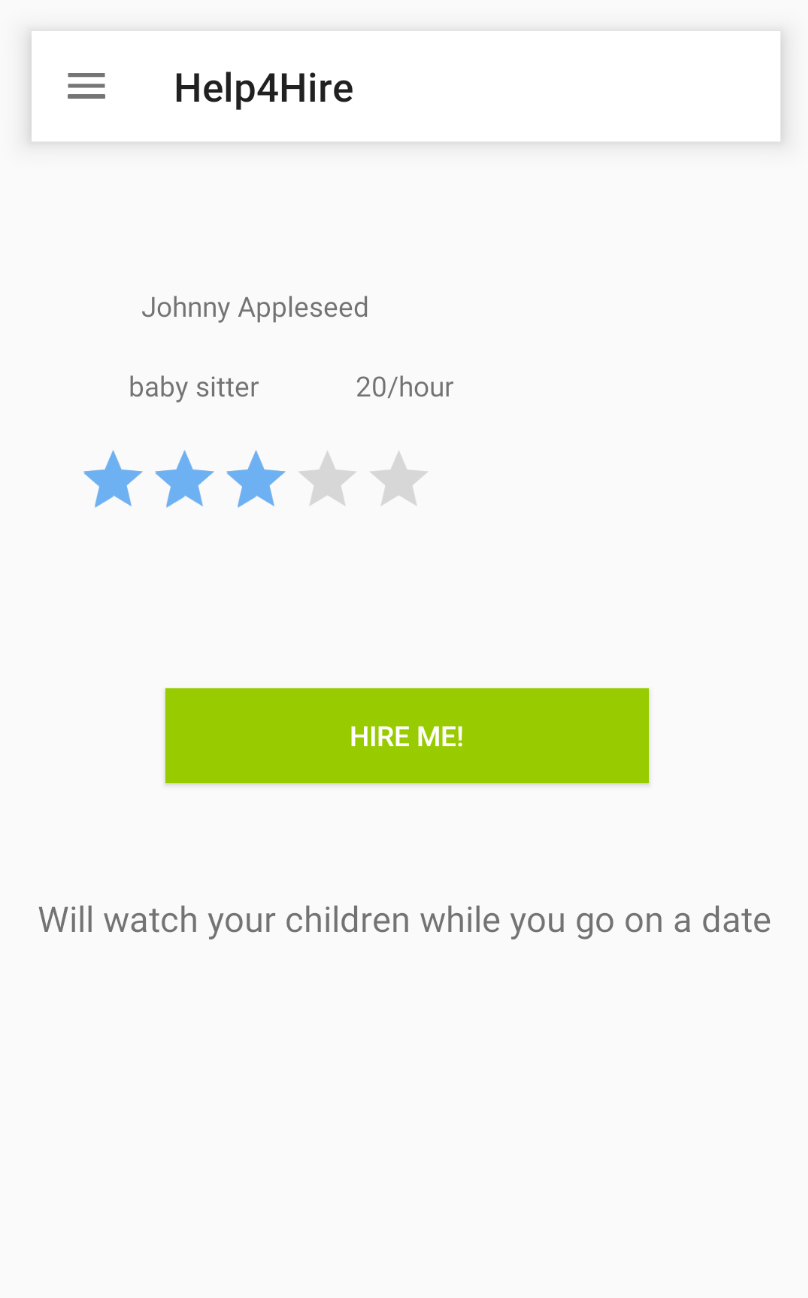 Help4Hire
Johnny Appleseed
baby sitter 20/hour
HIRE ME!
Will watch your children while you go on a date